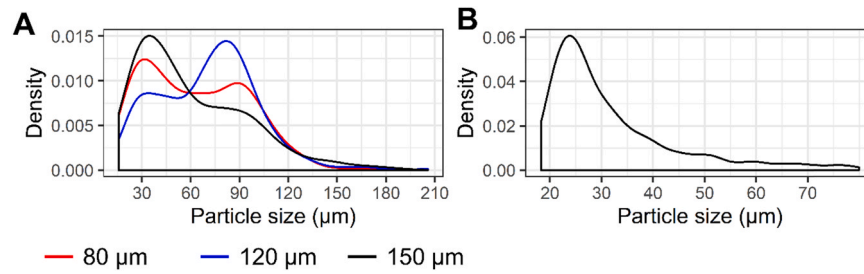 A
0.015
0.010
0.005
0.000
Density
30 60 90 120 150 180 210
Particle size (µm)
B
0.06
0.04
0.02
0.00
Density
20 30 40 50 60 70
Particle size (µm)
80 µm 120 µm 150 µm